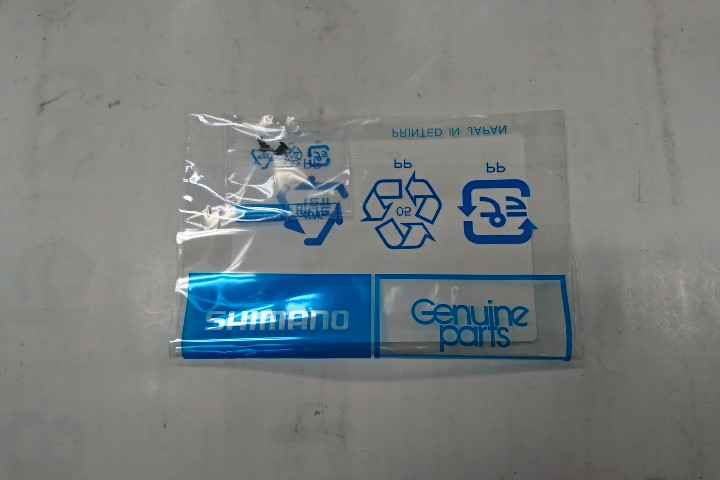 PRINTED IN JAPAN
PP PP
05
SHIMANO Genuine
parts